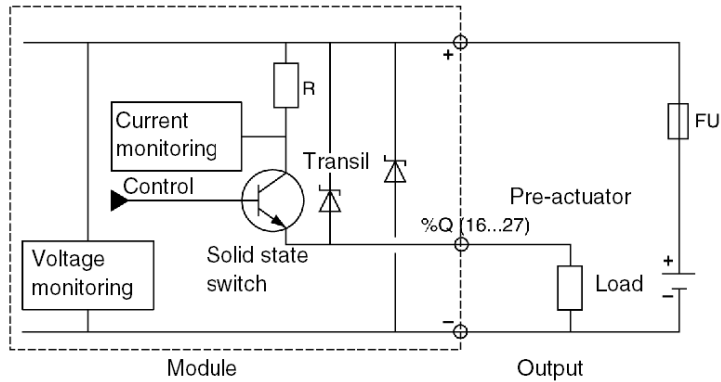 +
R
FU
Current
monitoring
Transil
Control
Pre-actuator
%Q (16...27)
Solid state
switch
Voltage
monitoring
+
Load
–
–
Module
Output